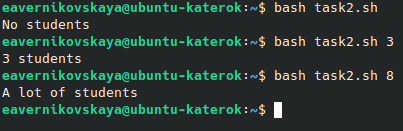 eavernikovskaya@ubuntu-katerok:~$ bash task2.sh
No students
eavernikovskaya@ubuntu-katerok:~$ bash task2.sh 3
3 students
eavernikovskaya@ubuntu-katerok:~$ bash task2.sh 8
A lot of students
eavernikovskaya@ubuntu-katerok:~$